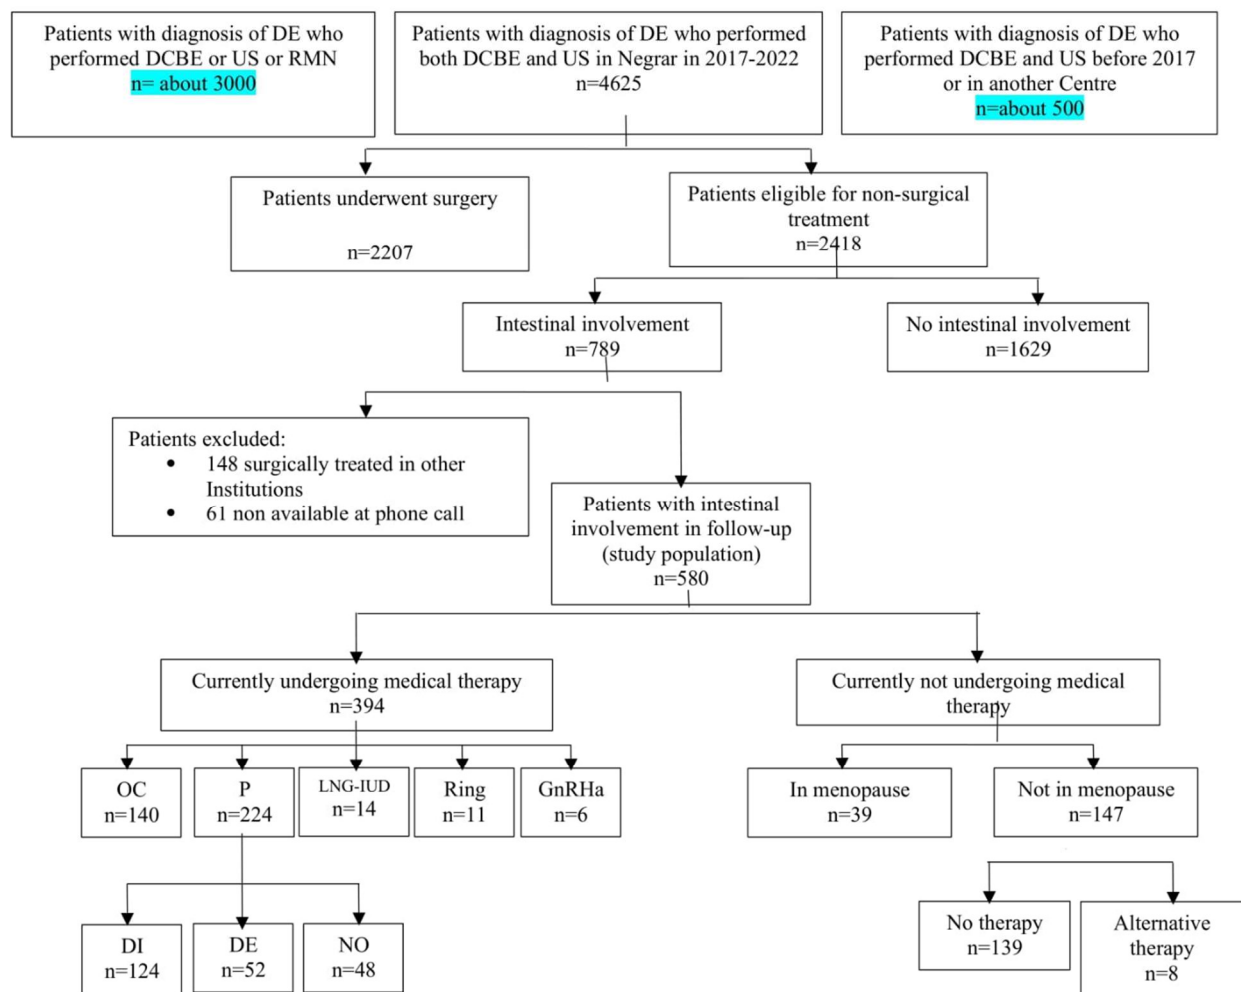 Patients with diagnosis of DE who
performed DCBE or US or RMN
n= about 3000
Patients with diagnosis of DE who performed
both DCBE and US in Negrar in 2017-2022
n=4625
Patients with diagnosis of DE who
performed DCBE and US before 2017
or in another Centre
n=about 500
Patients underwent surgery
n=2207
Patients eligible for non-surgical
treatment
n=2418
Intestinal involvement
n=789
No intestinal involvement
n=1629
Patients excluded:
• 148 surgically treated in other
Institutions
• 61 non available at phone call
Patients with intestinal
involvement in follow-up
(study population)
n=580
Currently undergoing medical therapy
n=394
Currently not undergoing medical
therapy
OC
n=140
P
n=224
LNG-IUD
n=14
Ring
n=11
GnRHa
n=6
In menopause
n=39
Not in menopause
n=147
DI
n=124
DE
n=52
NO
n=48
No therapy
n=139
Alternative
therapy
n=8